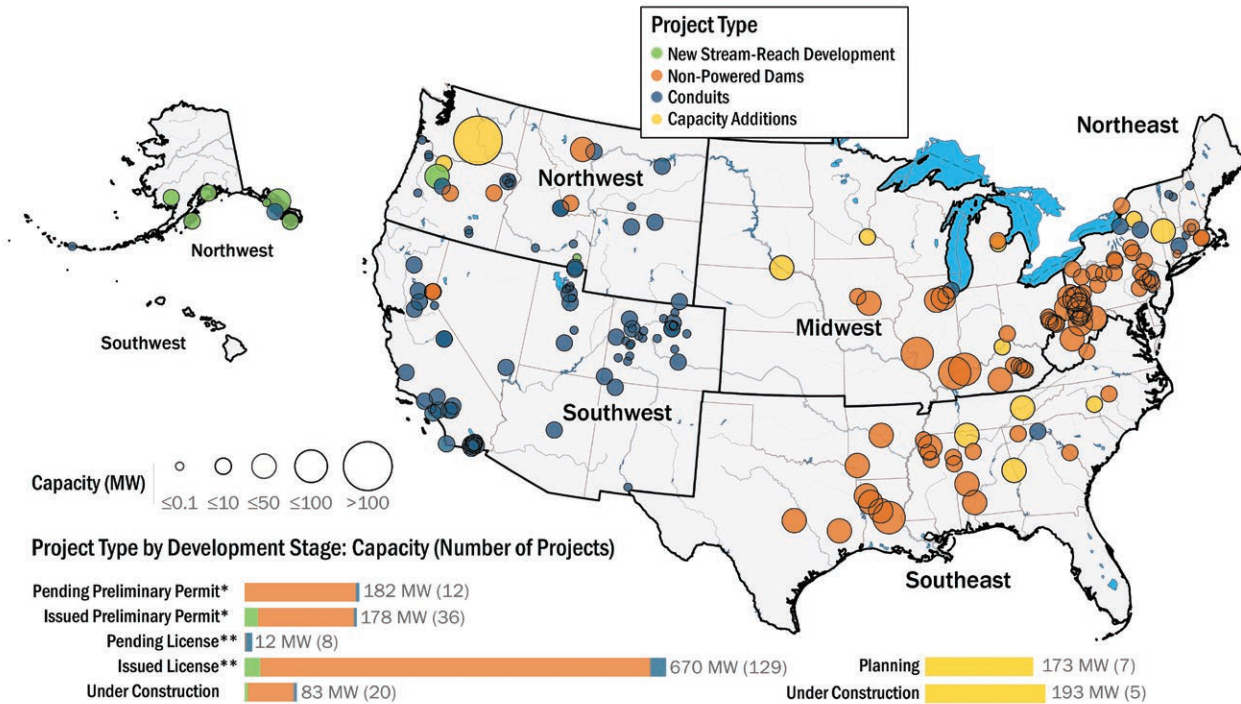 Project Type
New Stream-Reach Development
Non-Powered Dams
Conduits
Capacity Additions
Northeast
Northwest
Northwest
Southwest
Midwest
Southwest
Southeast
Capacity (MW)
≤0.1 ≤10 ≤50 ≤100 >100
Project Type by Development Stage: Capacity (Number of Projects)
Pending Preliminary Permit* 182 MW (12)
Issued Preliminary Permit* 178 MW (36)
Pending License** 12 MW (8)
Issued License** 670 MW (129)
Under Construction 83 MW (20)
Planning 173 MW (7)
Under Construction 193 MW (5)